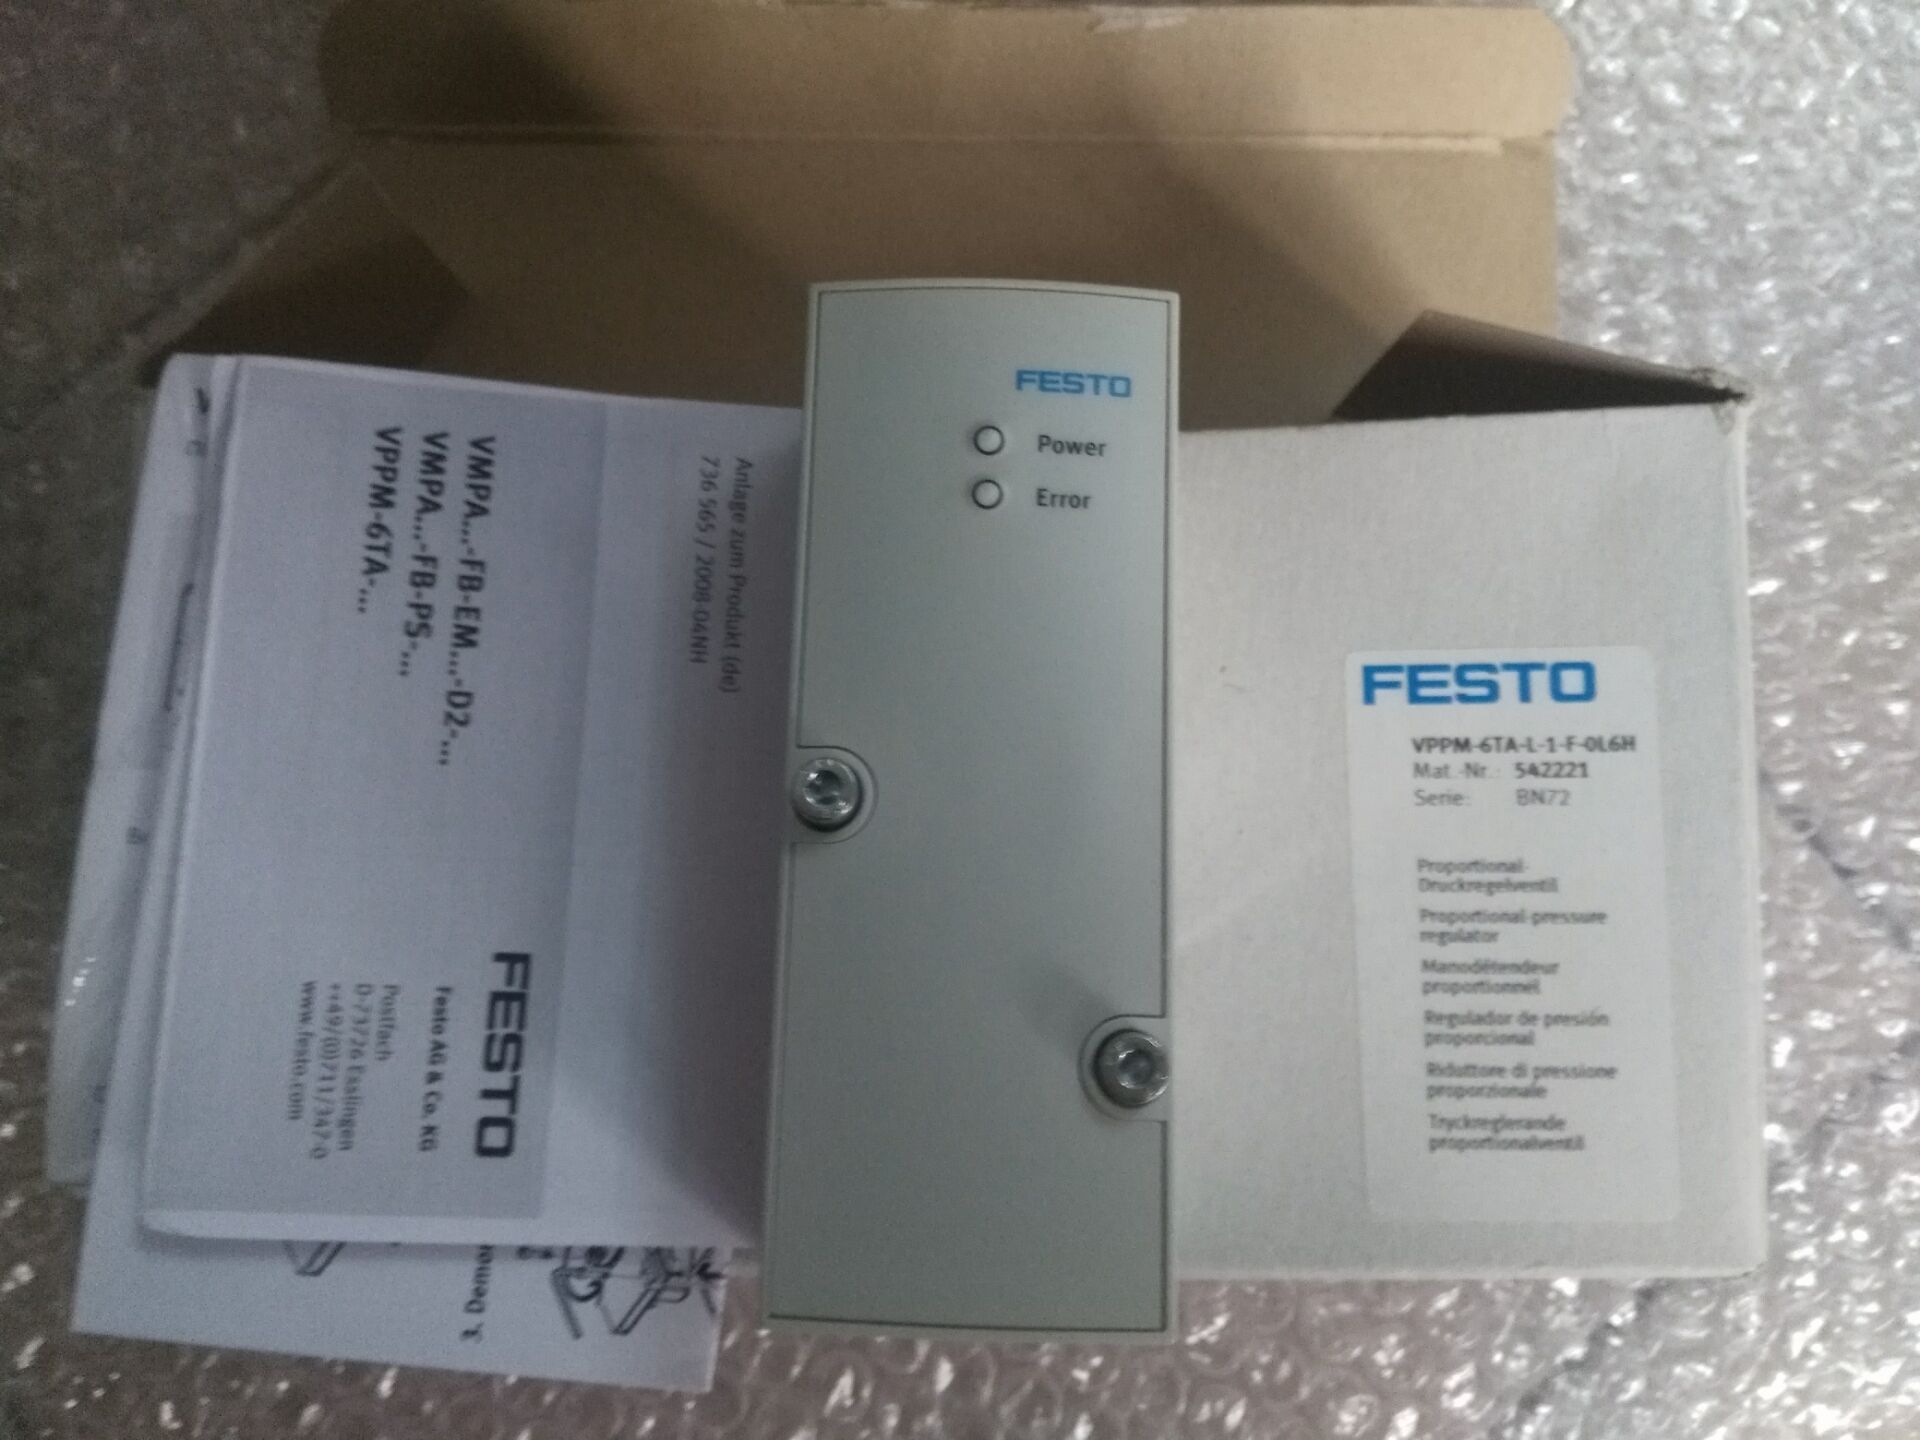 FESTO
Power
Error
VMPA...-FB-EM...-D2-...
VMPA...-FB-PS-...
VPPM-6TA-...
Anlage zum Produkt (de)
736 565 / 2008-04NH
FESTO
Festo AG & Co. KG
Postfach
D-73726 Esslingen
++49/(0)711/347-0
www.festo.com
3.
FESTO
VPPM-6TA-L-1-F-0L6H
Mat.-Nr.: 542221
Serie: BN72
Proportional-
Druckregelventil
Proportional-pressure
regulator
Manodétendeur
proportionnel
Regulador de presión
proporcional
Riduttore di pressione
proporzionale
Tryckreglerande
proportionalventil